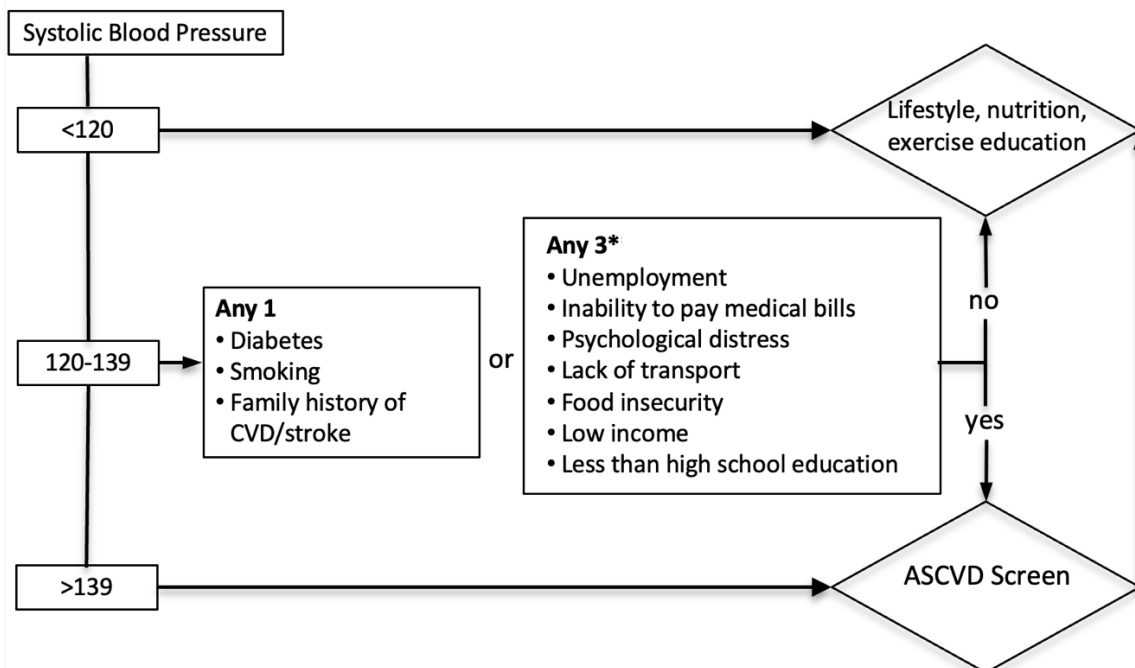 Systolic Blood Pressure
<120
Lifestyle, nutrition,
exercise education
120-139
Any 1
• Diabetes
• Smoking
• Family history of
CVD/stroke
or
Any 3*
• Unemployment
• Inability to pay medical bills
• Psychological distress
• Lack of transport
• Food insecurity
• Low income
• Less than high school education
no
yes
>139
ASCVD Screen